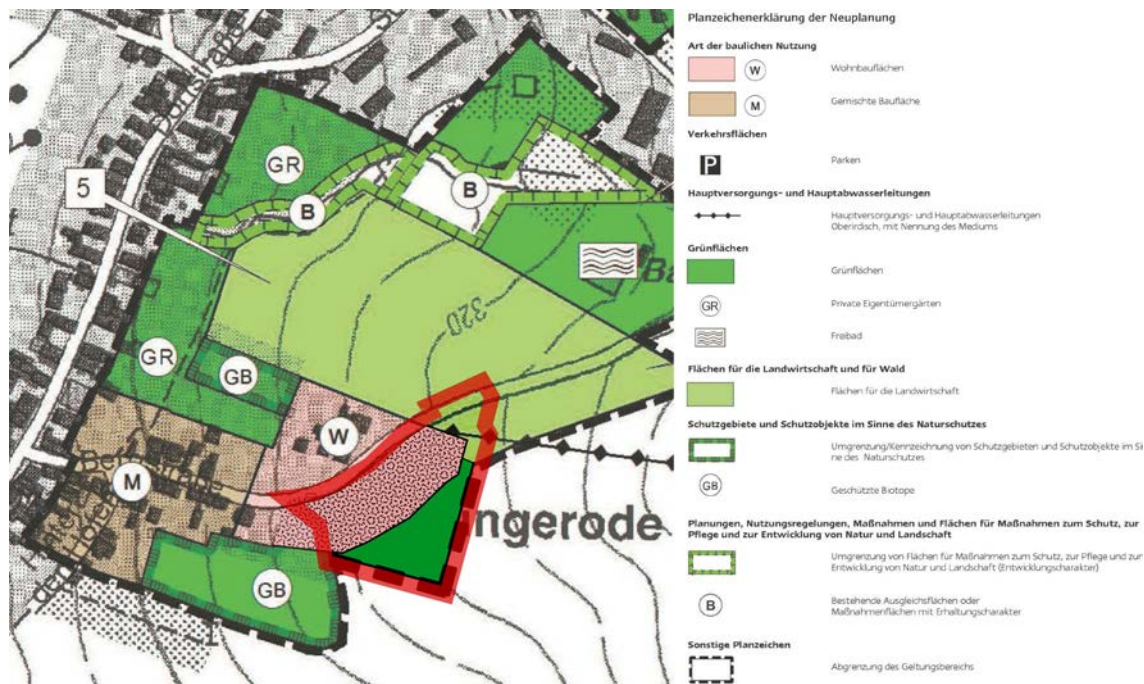 5
GR
B
B
320
Ba
GR
GB
W
M
ngerode
GB
Planzeichenerklärung der Neuplanung
Art der baulichen Nutzung
W Wohnbauflächen
M Gemischte Baufläche
Verkehrsflächen
P Parken
Hauptversorgungs- und Hauptabwasserleitungen
Hauptversorgungs- und Hauptabwasserleitungen
Oberirdisch, mit Nennung des Mediums
Grünflächen
Grünflächen
GR Private Eigentümergärten
Freibad
Flächen für die Landwirtschaft und für Wald
Flächen für die Landwirtschaft
Schutzgebiete und Schutzobjekte im Sinne des Naturschutzes
Umgrenzung/Kennzeichnung von Schutzgebieten und Schutzobjekte im Sin
ne des Naturschutzes
GB Geschützte Biotope
Planungen, Nutzungsregelungen, Maßnahmen und Flächen für Maßnahmen zum Schutz, zur
Pflege und zur Entwicklung von Natur und Landschaft
Umgrenzung von Flächen für Maßnahmen zum Schutz, zur Pflege und zur
Entwicklung von Natur und Landschaft (Entwicklungscharakter)
B Bestehende Ausgleichsflächen oder
Maßnahmenflächen mit Erhaltungscharakter
Sonstige Planzeichen
Abgrenzung des Geltungsbereichs